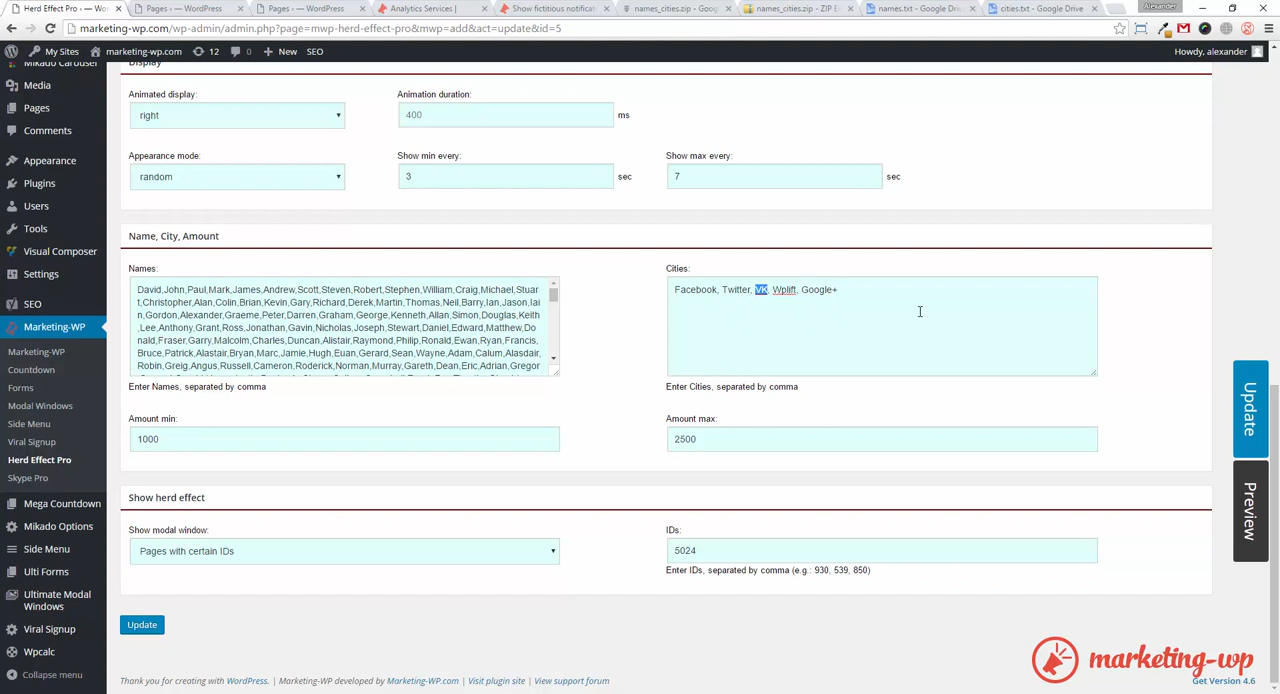 Herd Effect Pro ‹ — Wo
Pages ‹ — WordPress
Pages ‹ — WordPress
Analytics Services |
Show fictitious notificat
names_cities.zip - Goog
names_cities.zip - ZIP E
names.txt - Google Driv
cities.txt - Google Drive
Alexander
marketing-wp.com/wp-admin/admin.php?page=mwp-herd-effect-pro&mwp=add&act=update&id=5
My Sites
marketing-wp.com
12
0
New
SEO
Howdy, alexander
Mikado Carousel
Media
Pages
Comments
Appearance
Plugins
Users
Tools
Visual Composer
Settings
SEO
Marketing-WP
Marketing-WP
Countdown
Forms
Modal Windows
Side Menu
Viral Signup
Herd Effect Pro
Skype Pro
Mega Countdown
Mikado Options
Side Menu
Ulti Forms
Ultimate Modal
Windows
Viral Signup
Wpcalc
Collapse menu
Display
Animated display:
Animation duration:
right
400
ms
Appearance mode:
Show min every:
Show max every:
random
3
sec
7
sec
Name, City, Amount
Names:
Cities:
David,John,Paul,Mark,James,Andrew,Scott,Steven,Robert,Stephen,William,Craig,Michael,Stuar
t,Christopher,Alan,Colin,Brian,Kevin,Gary,Richard,Derek,Martin,Thomas,Neil,Barry,Ian,Jason,Iai
n,Gordon,Alexander,Graeme,Peter,Darren,Graham,George,Kenneth,Allan,Simon,Douglas,Keith
,Lee,Anthony,Grant,Ross,Jonathan,Gavin,Nicholas,Joseph,Stewart,Daniel,Edward,Matthew,Do
nald,Fraser,Garry,Malcolm,Charles,Duncan,Alistair,Raymond,Philip,Ronald,Ewan,Ryan,Francis,
Bruce,Patrick,Alastair,Bryan,Marc,Jamie,Hugh,Euan,Gerard,Sean,Wayne,Adam,Calum,Alasdair,
Robin,Greig,Angus,Russell,Cameron,Roderick,Norman,Murray,Gareth,Dean,Eric,Adrian,Gregor
Facebook, Twitter, VK, Wplift, Google+
Enter Names, separated by comma
Enter Cities, separated by comma
Amount min:
Amount max:
1000
2500
Show herd effect
Show modal window:
IDs:
Pages with certain IDs
5024
Enter IDs, separated by comma (e.g.: 930, 539, 850)
Update
Update
Preview
marketing-wp
Thank you for creating with WordPress. | Marketing-WP developed by Marketing-WP.com | Visit plugin site | View support forum
Get Version 4.6